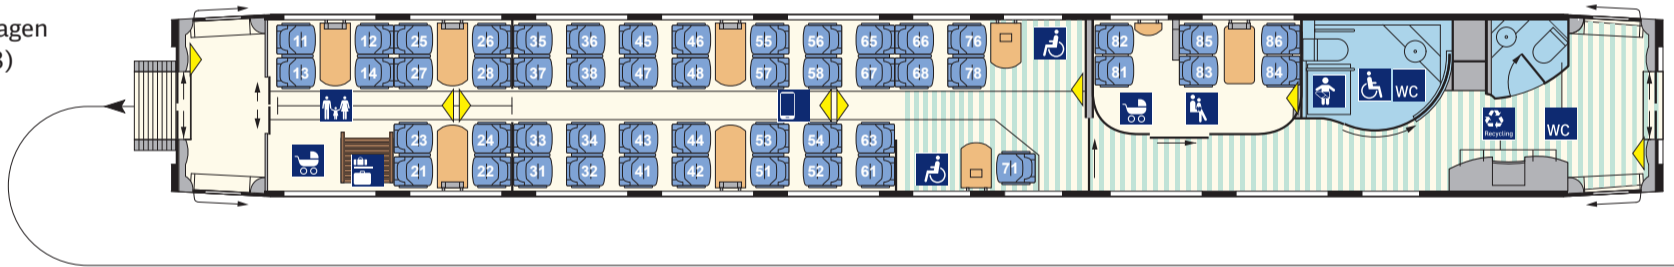 agen
3)
11 12 25 26 35 36 45 46 55 56 65 66 76 82 85 86
13 14 27 28 37 38 47 48 57 58 67 68 78 81 83 84
WC
23 24 33 34 43 44 53 54 63
Recycling
WC
21 22 31 32 41 42 51 52 61 71